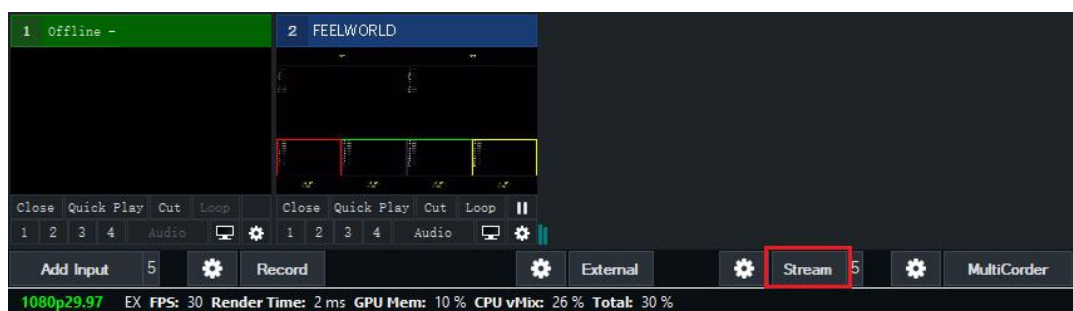 1 Offline - 2 FEELWORLD
Close Quick Play Cut Loop Close Quick Play Cut Loop
1 2 3 4 Audio 1 2 3 4 Audio
Add Input 5 Record External Stream 5 MultiCorder
1080p29.97 EX FPS: 30 Render Time: 2 ms GPU Mem: 10 % CPU vMix: 26 % Total: 30 %